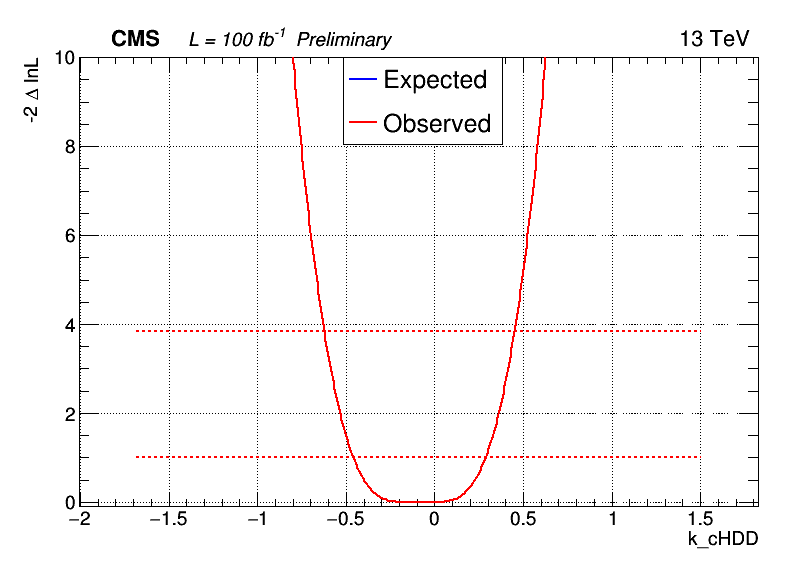 CMS L = 100 fb⁻¹ Preliminary 13 TeV
-2 Δ lnL
Expected
Observed
10
8
6
4
2
0
−2 −1.5 −1 −0.5 0 0.5 1 1.5
k_cHDD